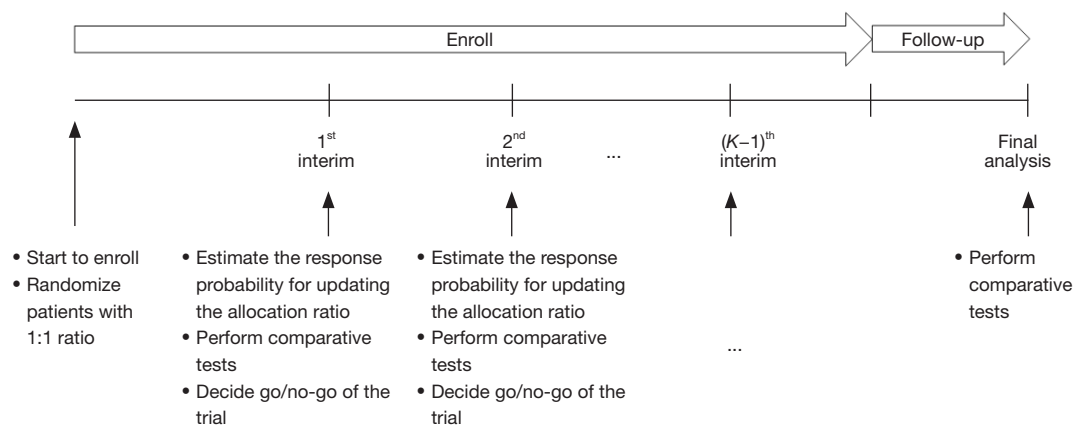 Enroll
Follow-up
1st
interim
2nd
interim
...
(K−1)th
interim
Final
analysis
• Start to enroll
• Randomize
patients with
1:1 ratio
• Estimate the response
probability for updating
the allocation ratio
• Perform comparative
tests
• Decide go/no-go of the
trial
• Estimate the response
probability for updating
the allocation ratio
• Perform comparative
tests
• Decide go/no-go of the
trial
...
• Perform
comparative
tests